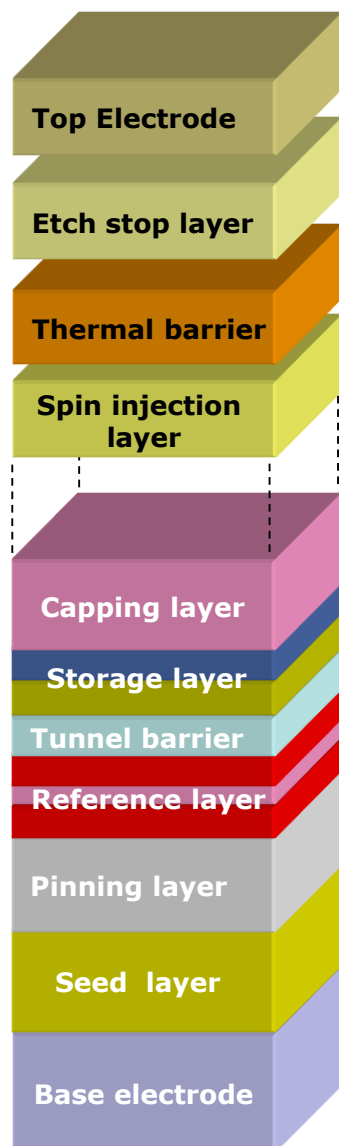 Top Electrode
Etch stop layer
Thermal barrier
Spin injection
layer
Capping layer
Storage layer
Tunnel barrier
Reference layer
Pinning layer
Seed  layer
Base electrode